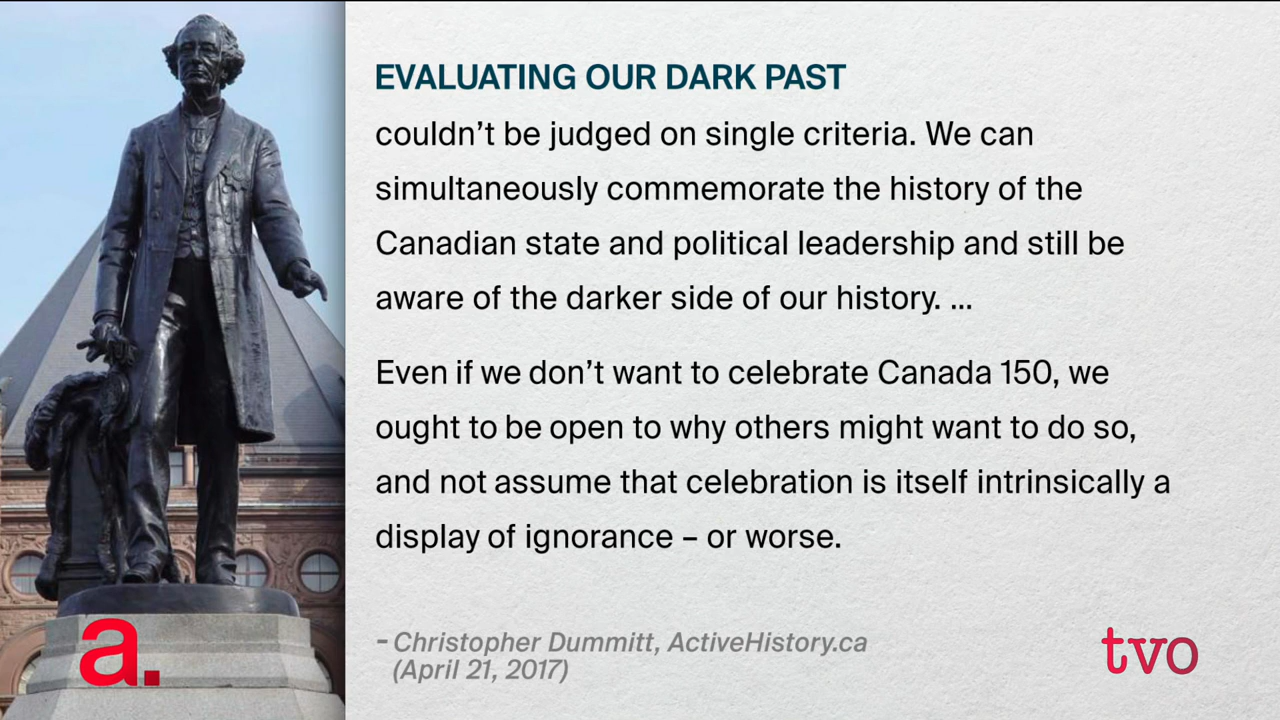 EVALUATING OUR DARK PAST
couldn’t be judged on single criteria. We can
simultaneously commemorate the history of the
Canadian state and political leadership and still be
aware of the darker side of our history. ...
Even if we don’t want to celebrate Canada 150, we
ought to be open to why others might want to do so,
and not assume that celebration is itself intrinsically a
display of ignorance – or worse.
– Christopher Dummitt, ActiveHistory.ca
(April 21, 2017)
a.
tvo